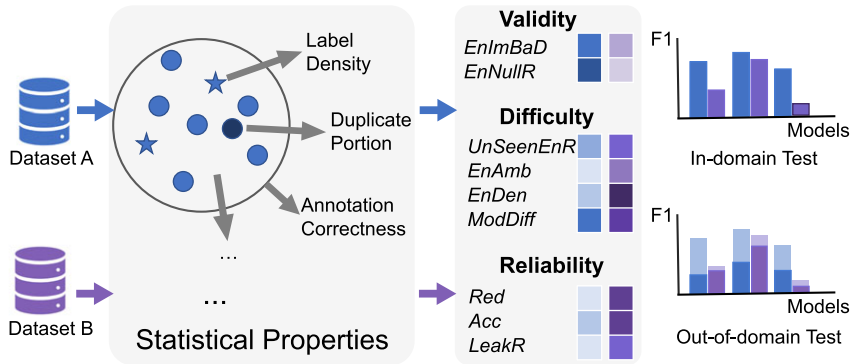 Dataset A
Dataset B
Label
Density
Duplicate
Portion
Annotation
Correctness
...
...
Statistical Properties
Validity
EnImBaD
EnNullR
Difficulty
UnSeenEnR
EnAmb
EnDen
ModDiff
Reliability
Red
Acc
LeakR
F1
Models
In-domain Test
F1
Models
Out-of-domain Test